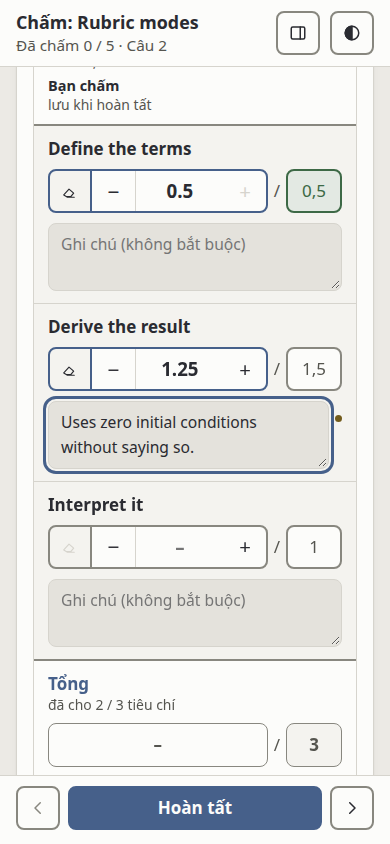 Chấm: Rubric modes
Đã chấm 0 / 5 · Câu 2
Bạn chấm
lưu khi hoàn tất
Define the terms
− 0.5 + / 0,5
Ghi chú (không bắt buộc)
Derive the result
− 1.25 + / 1,5
Uses zero initial conditions
without saying so.
Interpret it
− – + / 1
Ghi chú (không bắt buộc)
Tổng
đã cho 2 / 3 tiêu chí
– / 3
Hoàn tất